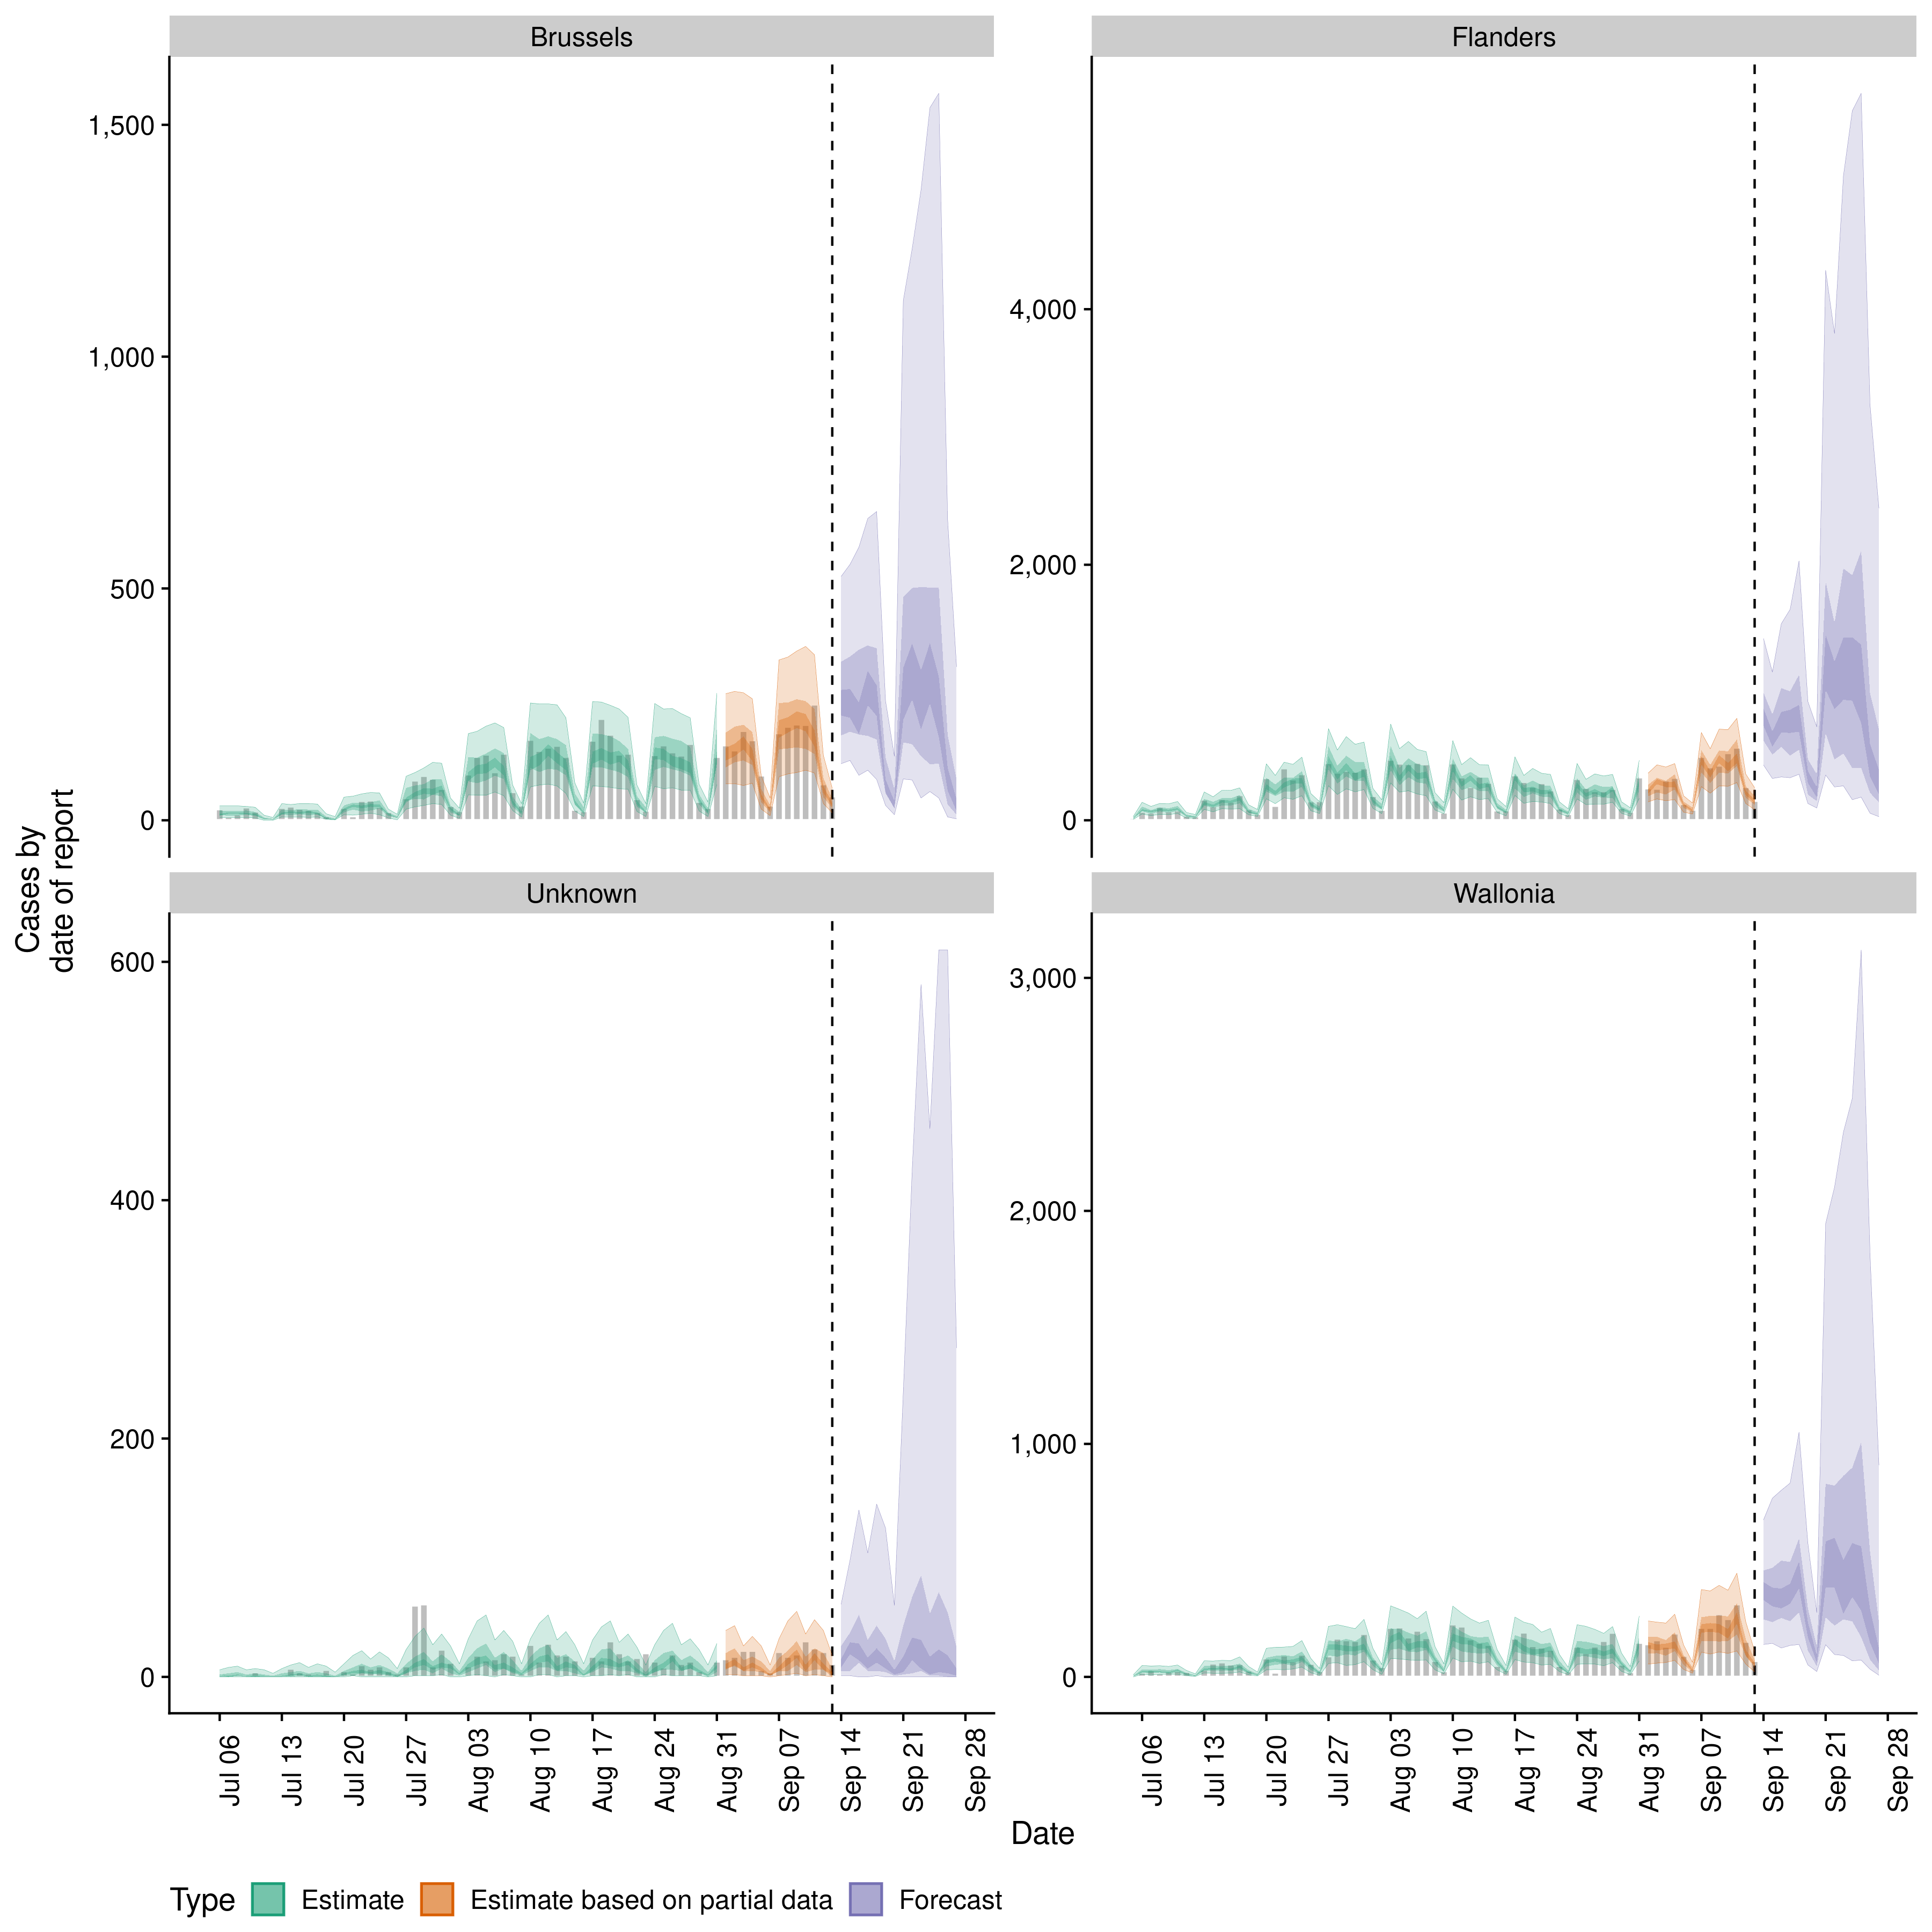 Brussels
Flanders
1,500
1,000
500
0
4,000
2,000
0
Cases by
date of report
Unknown
Wallonia
600
400
200
0
3,000
2,000
1,000
0
Jul 06
Jul 13
Jul 20
Jul 27
Aug 03
Aug 10
Aug 17
Aug 24
Aug 31
Sep 07
Sep 14
Sep 21
Sep 28
Jul 06
Jul 13
Jul 20
Jul 27
Aug 03
Aug 10
Aug 17
Aug 24
Aug 31
Sep 07
Sep 14
Sep 21
Sep 28
Date
Type Estimate Estimate based on partial data Forecast